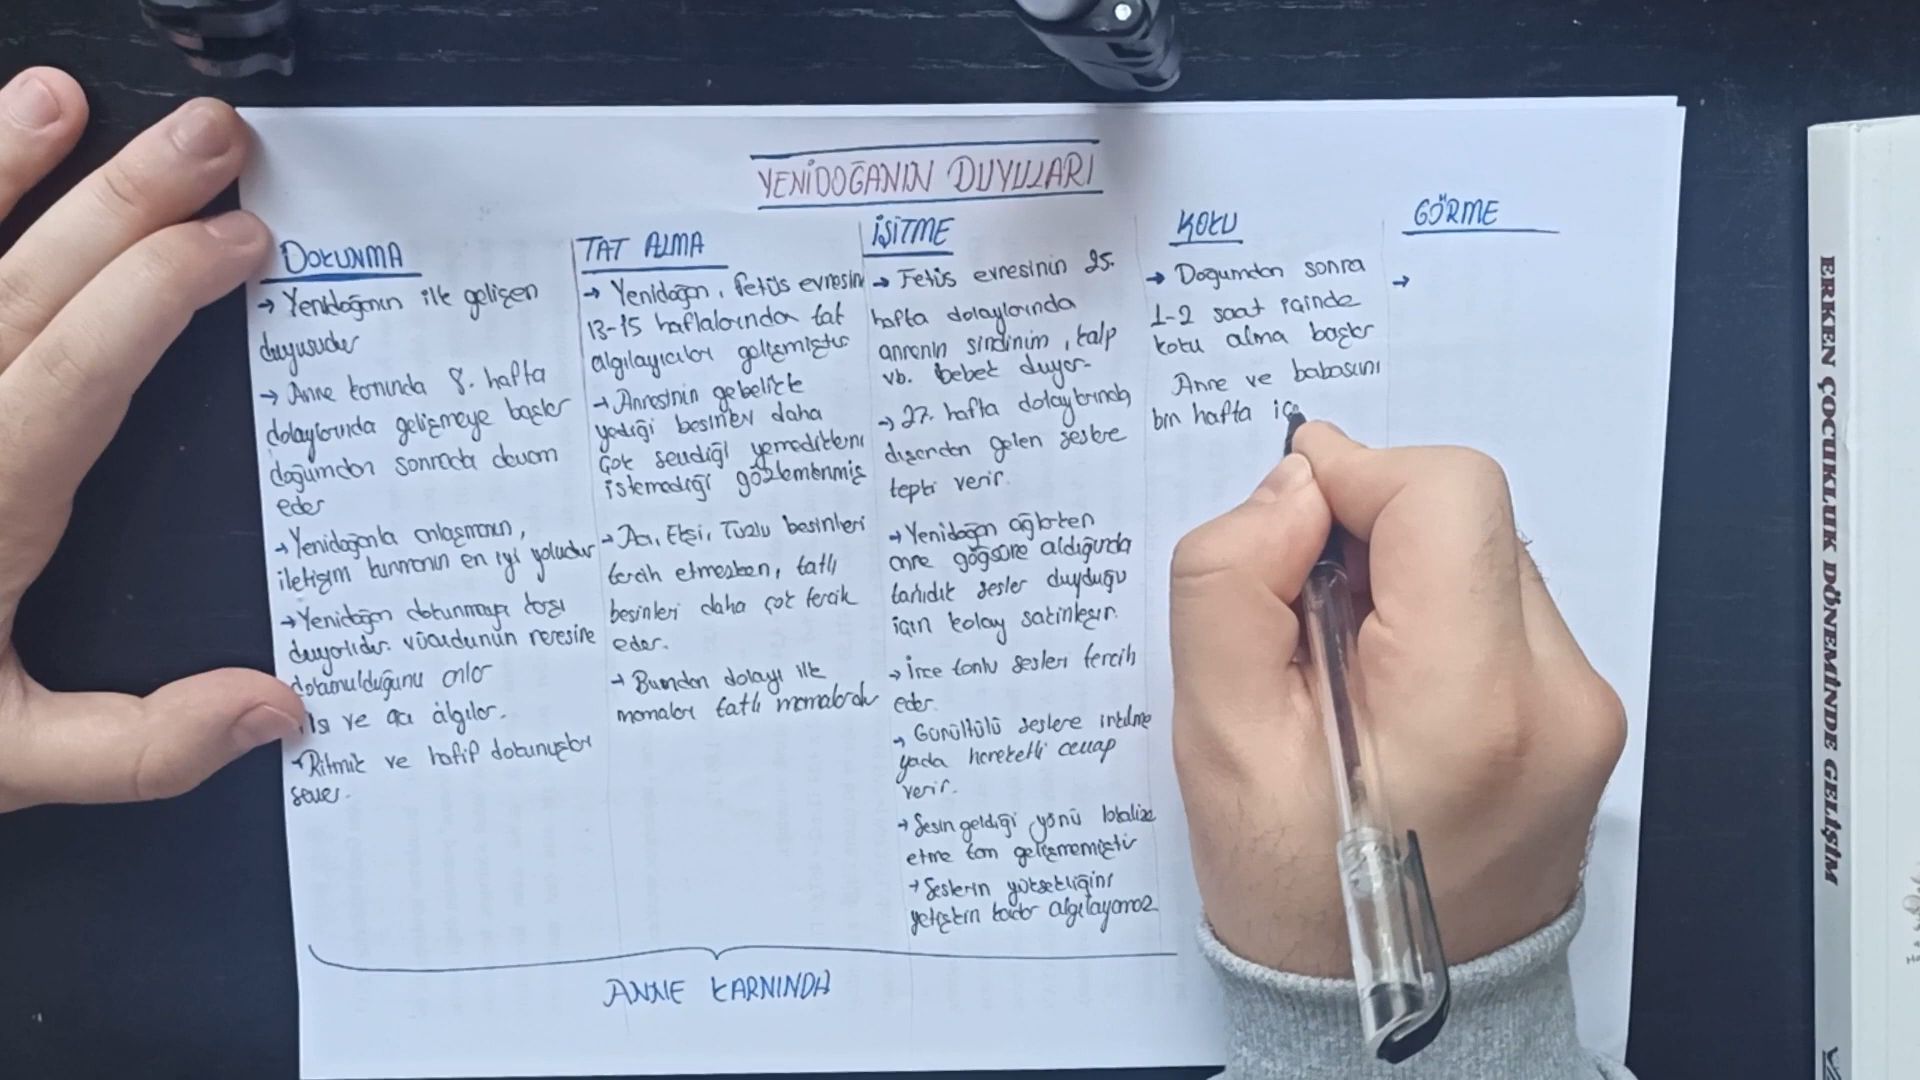 YENİDOĞANIN DUYULARI
DOKUNMA
→ Yenidoğanın ilk gelişen
duyusudur
→ Anne karnında 8. hafta
dolaylarında gelişmeye başlar
doğumdan sonrada devam
eder
→ Yenidoğanla anlaşmanın,
iletişim kurmanın en iyi yoludur
→ Yenidoğan dokunmaya karşı
duyarlıdır. vücudunun neresine
dokunulduğunu anlar
Isı ve acı algılar.
→ Ritmik ve hafif dokunuşları
sever.
TAT ALMA
→ Yenidoğan, fetüs evresin
13-15 haftalarında tat
algılayıcıları gelişmiştir
→ Annesinin gebelikte
yediği besinleri daha
çok sevdiği yemediklerini
istemediği gözlemenmiş
→ Acı, Ekşi, Tuzlu besinleri
tercih etmezken, tatlı
besinleri daha çok tercih
eder.
→ Bundan dolayı ilk
mamalar tatlı mamalardır
İŞİTME
→ Fetüs evresinin 25.
hafta dolaylarında
annenin sindirim, kalp
vb. bebek duyar.
→ 27. hafta dolaylarında
dışarıdan gelen seslere
tepki verir.
→ Yenidoğan ağlarken
anne göğsüne aldığında
tanıdık sesler duyduğu
için kolay sakinleşir.
→ İnce tonlu sesleri tercih
eder.
→ Gürültülü seslere irkilme
yada hareketli cevap
verir.
→ Sesin geldiği yönü lokalize
etme tam gelişmemiştir
→ Seslerin yüksekliğini
yetişkin kadar algılayamaz
KOKU
→ Doğumdan sonra
1-2 saat içinde
koku alma başlar
Anne ve babasını
bir hafta iç
GÖRME
→
ANNE KARNINDA
ERKEN ÇOCUKLUK DÖNEMİNDE GELİŞİM